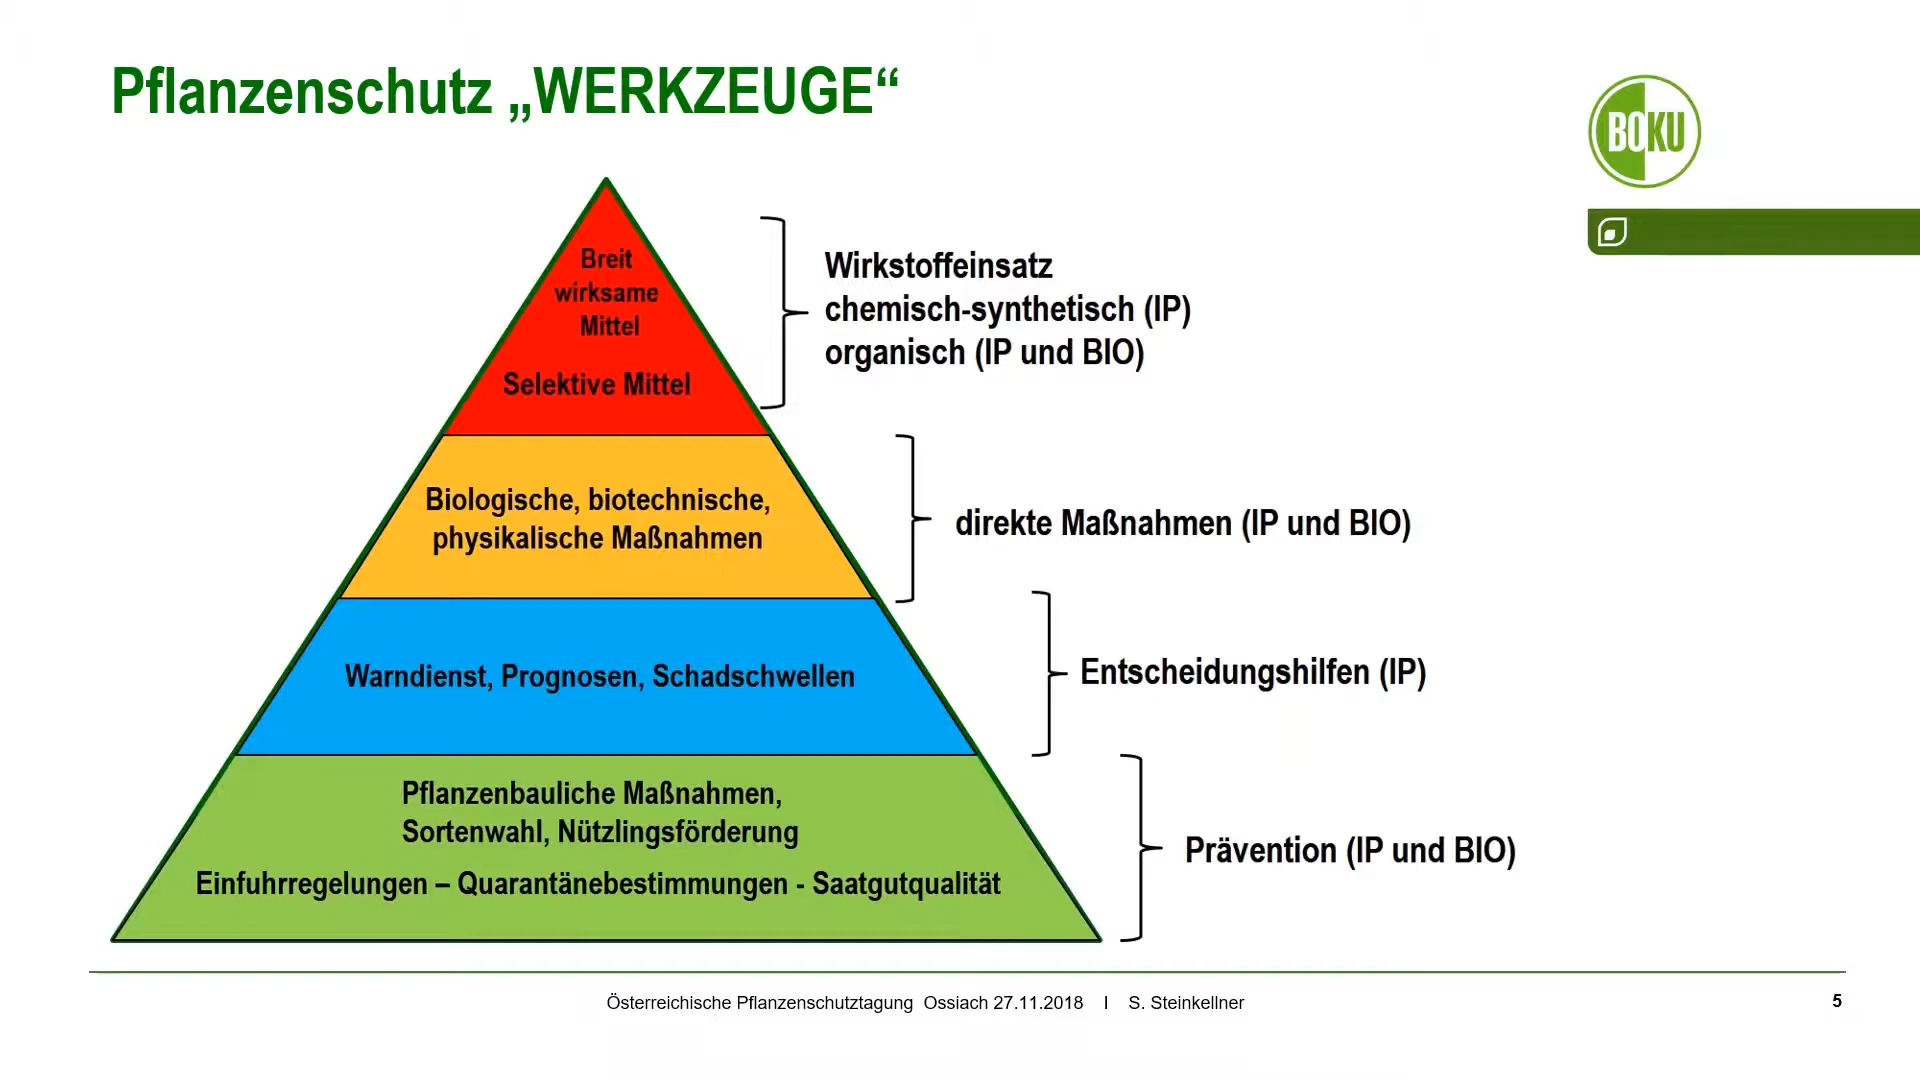 Pflanzenschutz „WERKZEUGE“
BOKU
Breit
wirksame
Mittel
Selektive Mittel
Wirkstoffeinsatz
chemisch-synthetisch (IP)
organisch (IP und BIO)
Biologische, biotechnische,
physikalische Maßnahmen
direkte Maßnahmen (IP und BIO)
Warndienst, Prognosen, Schadschwellen
Entscheidungshilfen (IP)
Pflanzenbauliche Maßnahmen,
Sortenwahl, Nützlingsförderung
Einfuhrregelungen – Quarantänebestimmungen - Saatgutqualität
Prävention (IP und BIO)
Österreichische Pflanzenschutztagung Ossiach 27.11.2018 I S. Steinkellner
5